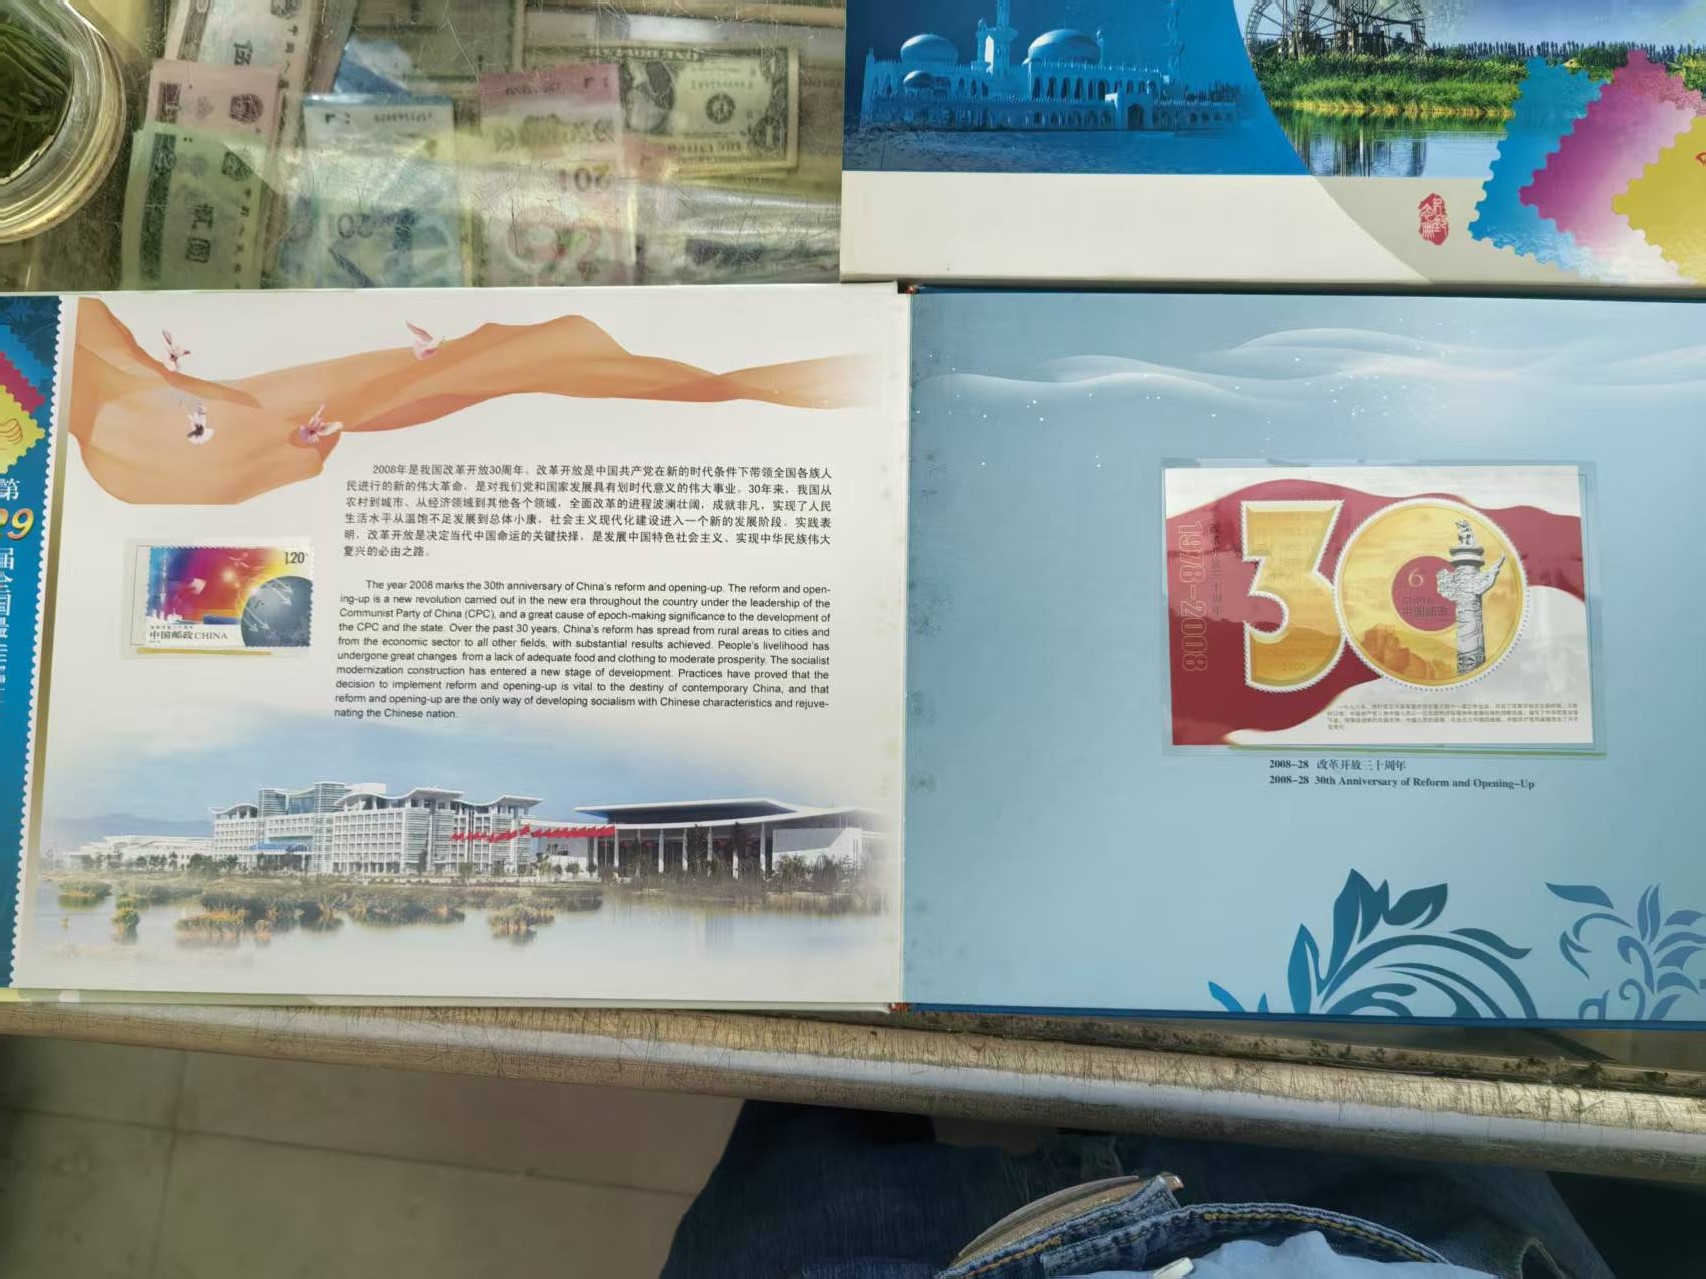 1
201
201
第
29
届
2008年是我国改革开放30周年。改革开放是中国共产党在新的时代条件下带领全国各族人
民进行的新的伟大革命，是对我们党和国家发展具有划时代意义的伟大事业。30年来，我国从
农村到城市、从经济领域到其他各个领域，全面改革的进程波澜壮阔，成就非凡，实现了人民
生活水平从温饱不足发展到总体小康，社会主义现代化建设进入一个新的发展阶段。实践表
明，改革开放是决定当代中国命运的关键抉择，是发展中国特色社会主义、实现中华民族伟大
复兴的必由之路。
120
中国邮政CHINA
The year 2008 marks the 30th anniversary of China's reform and opening-up. The reform and open-
ing-up is a new revolution carried out in the new era throughout the country under the leadership of the
Communist Party of China (CPC), and a great cause of epoch-making significance to the development of
the CPC and the state. Over the past 30 years, China's reform has spread from rural areas to cities and
from the economic sector to all other fields, with substantial results achieved. People's livelihood has
undergone great changes from a lack of adequate food and clothing to moderate prosperity. The socialist
modernization construction has entered a new stage of development. Practices have proved that the
decision to implement reform and opening-up is vital to the destiny of contemporary China, and that
reform and opening-up are the only way of developing socialism with Chinese characteristics and rejuve-
nating the Chinese nation.
1978-2008
改革开放三十周年
30
6
CHINA
中国邮政
2008-28 改革开放三十周年
2008-28 30th Anniversary of Reform and Opening-Up